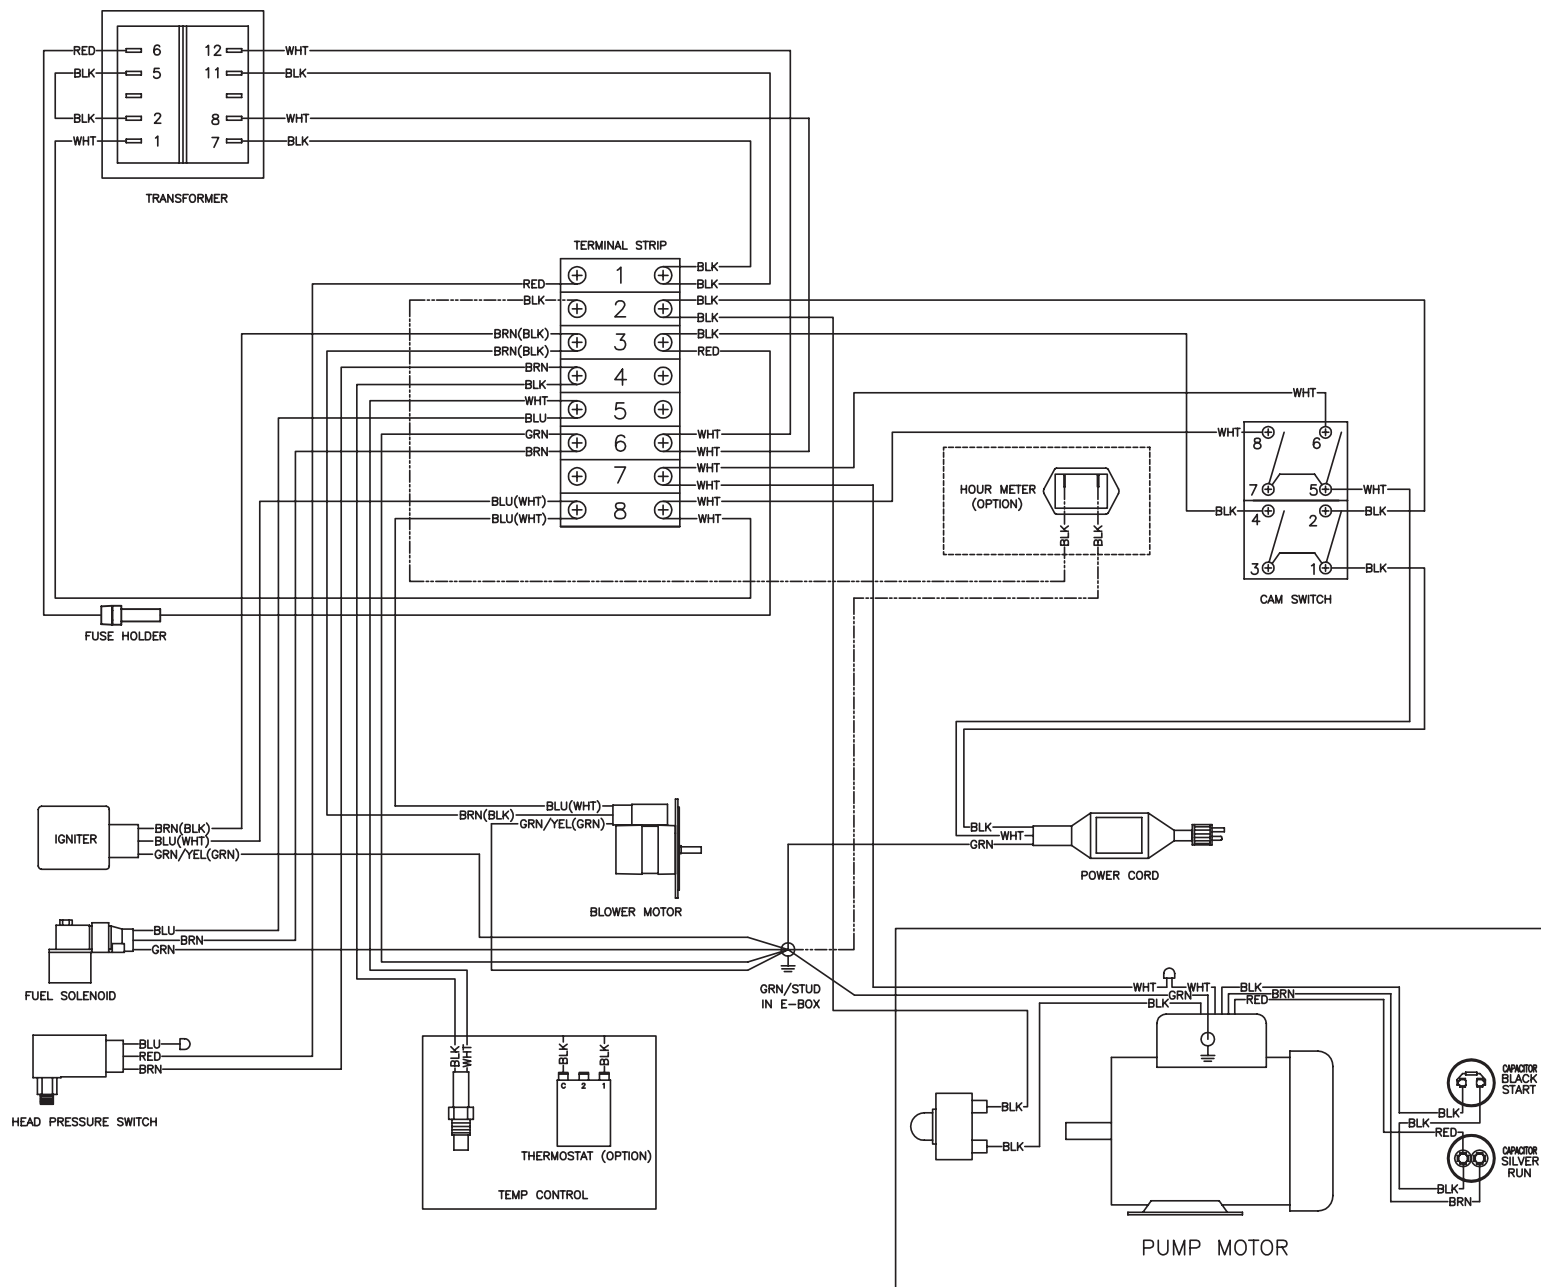 RED 6 12 WHT
BLK 5 11 BLK
BLK 2 8 WHT
WHT 1 7 BLK
TRANSFORMER
TERMINAL STRIP
1 BLK
RED BLK
BLK 2 BLK
BLK
BRN(BLK) 3 BLK
BRN(BLK) RED
BRN 4
BLK
WHT 5
BLU
GRN 6 WHT
BRN WHT
7 WHT
WHT
BLU(WHT) 8 WHT
BLU(WHT) WHT
WHT
WHT 8 6
7 5 WHT
BLK 4 2 BLK
3 1 BLK
CAM SWITCH
HOUR METER
(OPTION)
BLK BLK
FUSE HOLDER
IGNITER
BRN(BLK)
BLU(WHT)
GRN/YEL(GRN)
BLU(WHT)
BRN(BLK)
GRN/YEL(GRN)
BLOWER MOTOR
BLK
WHT
GRN
POWER CORD
BLU
BRN
GRN
FUEL SOLENOID
GRN/STUD
IN E-BOX
BLU
RED
BRN
HEAD PRESSURE SWITCH
BLK WHT
BLK BLK
C 2 1
THERMOSTAT (OPTION)
TEMP CONTROL
WHT WHT BLK
GRN BRN
BLK RED
BLK
BLK
CAPACITOR
BLACK
START
BLK
BLK
RED
CAPACITOR
SILVER
RUN
BLK
BRN
PUMP MOTOR